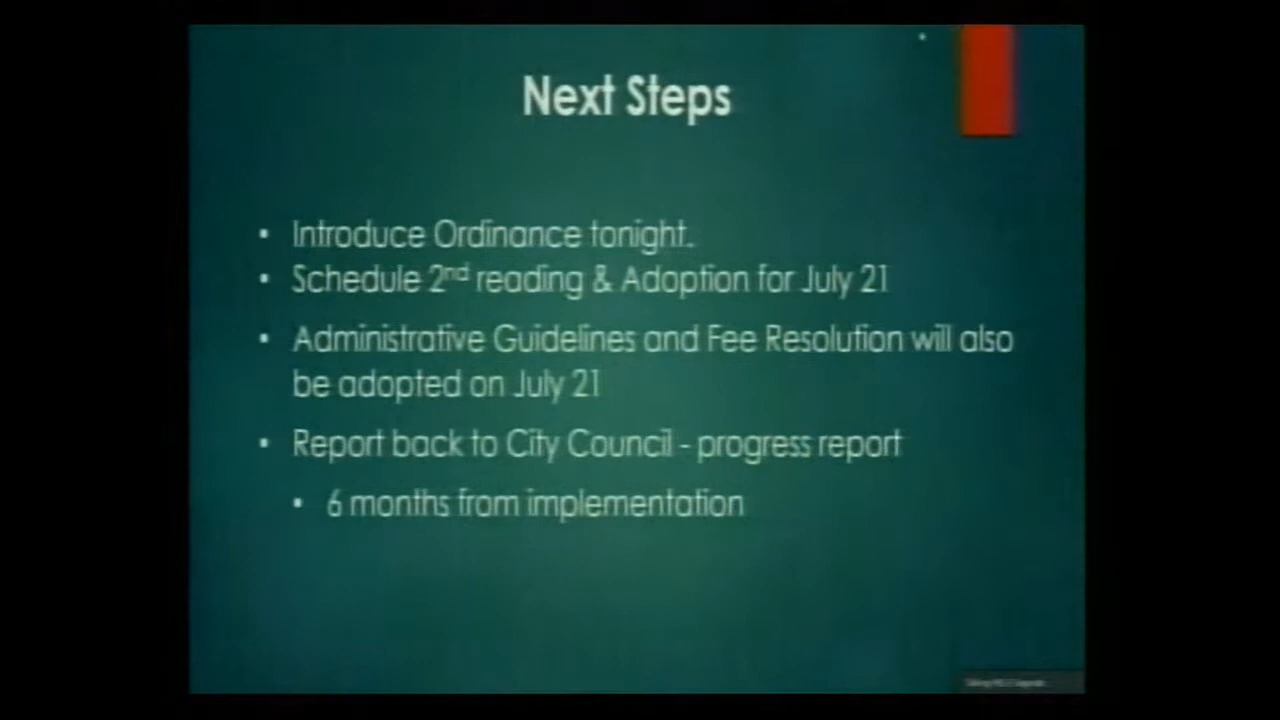 Next Steps
• Introduce Ordinance tonight.
• Schedule 2nd reading & Adoption for July 21
• Administrative Guidelines and Fee Resolution will also
be adopted on July 21
• Report back to City Council - progress report
• 6 months from implementation